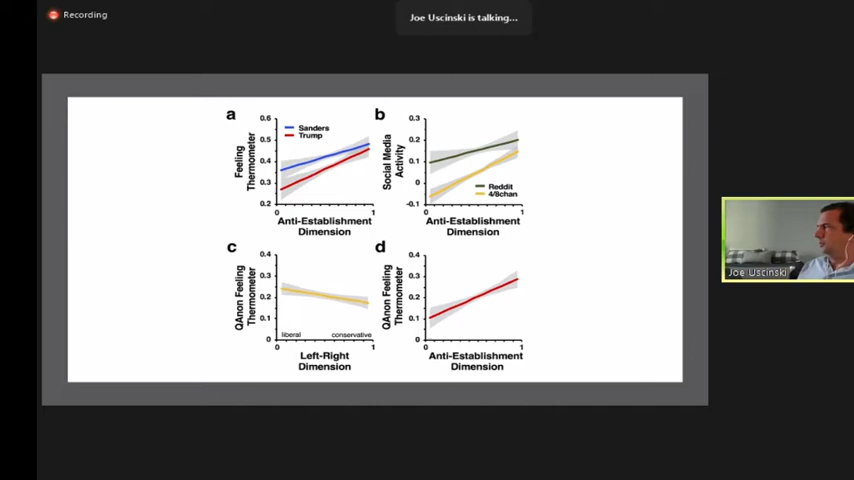 Recording
Joe Uscinski is talking...
a
0.6
0.5
0.4
0.3
0.2
Feeling
Thermometer
Sanders
Trump
0
1
Anti-Establishment
Dimension
b
0.3
0.2
0.1
0
-0.1
Social Media
Activity
Reddit
4/8chan
0
1
Anti-Establishment
Dimension
c
0.4
0.3
0.2
0.1
0
QAnon Feeling
Thermometer
liberal
conservative
0
1
Left-Right
Dimension
d
0.4
0.3
0.2
0.1
0
QAnon Feeling
Thermometer
0
1
Anti-Establishment
Dimension
Joe Uscinski